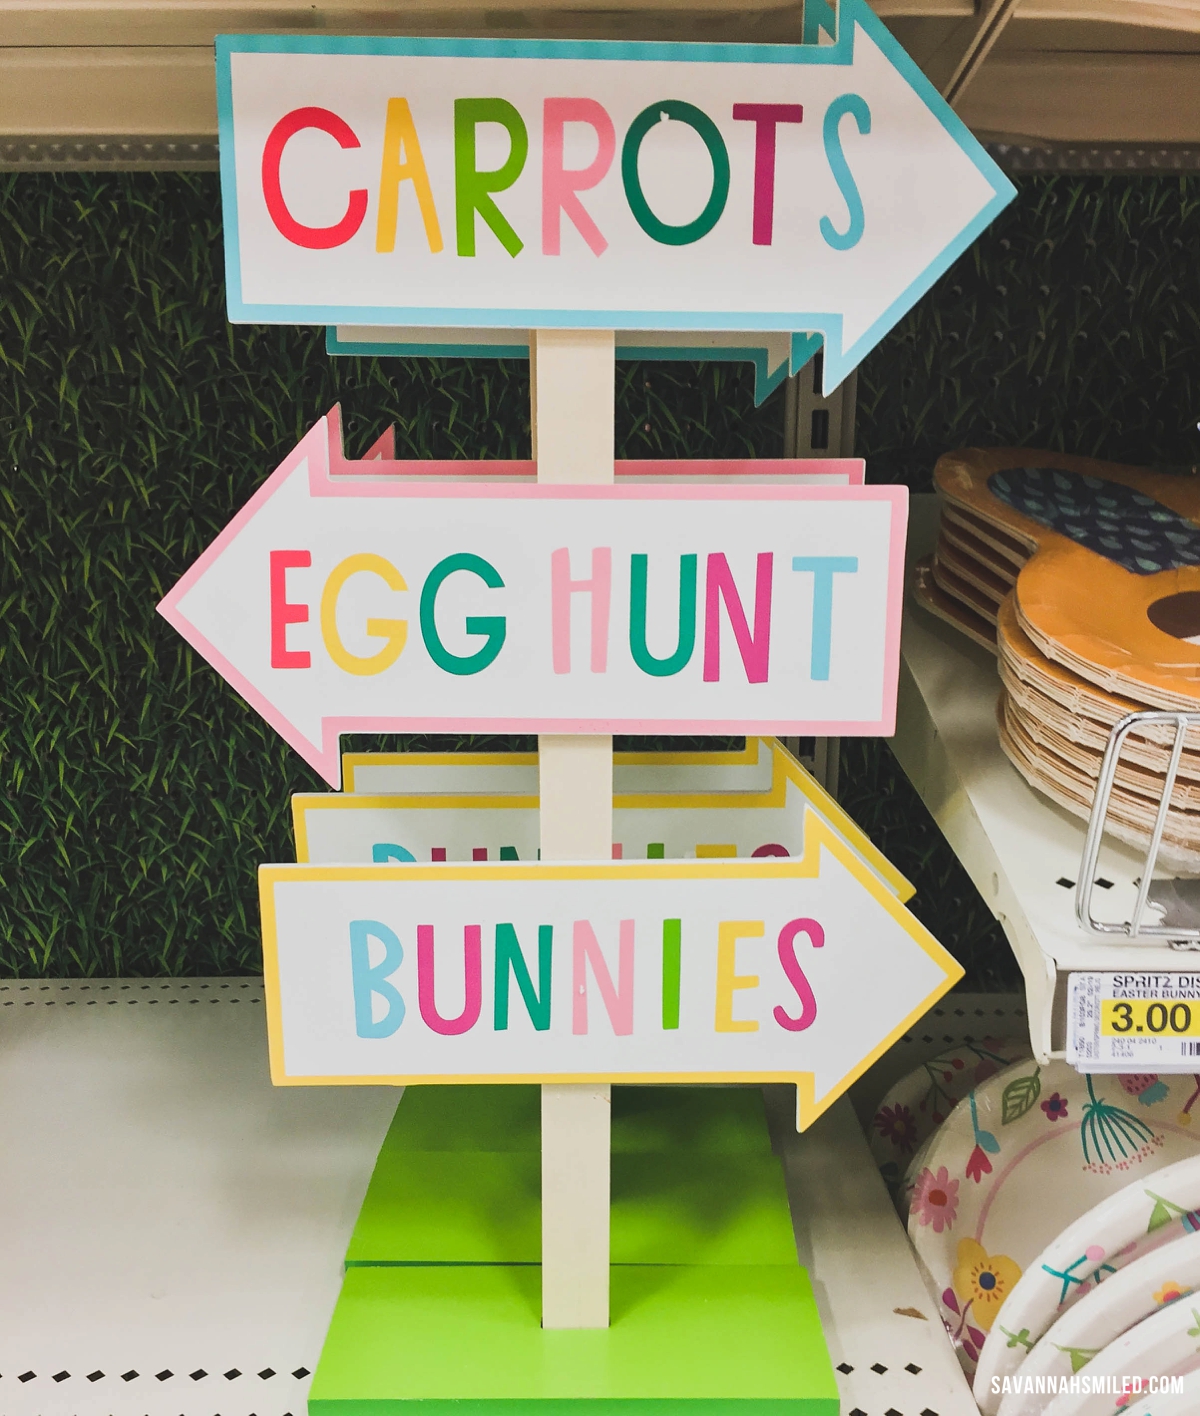 CARROTS
EGG HUNT
BUNNIES
SPRITZ DIS
EASTER BUNNY
3.00
SAVANNAHSMILED.COM